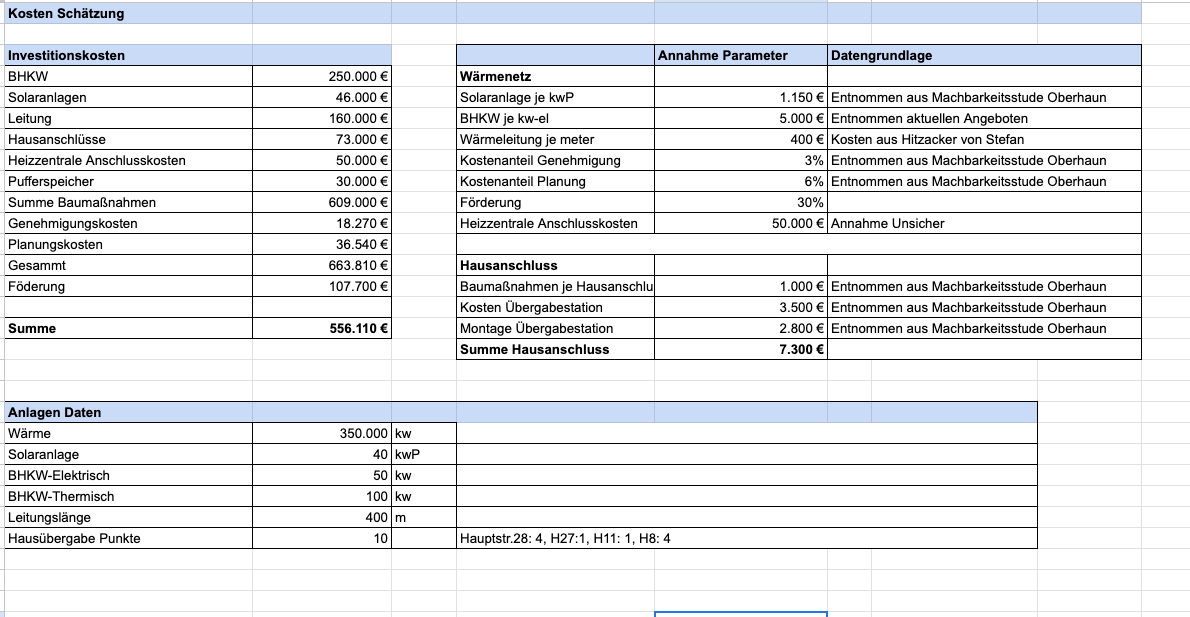 Kosten Schätzung
Investitionskosten
BHKW 250.000 €
Solaranlagen 46.000 €
Leitung 160.000 €
Hausanschlüsse 73.000 €
Heizzentrale Anschlusskosten 50.000 €
Pufferspeicher 30.000 €
Summe Baumaßnahmen 609.000 €
Genehmigungskosten 18.270 €
Planungskosten 36.540 €
Gesammt 663.810 €
Föderung 107.700 €
Summe 556.110 €
Annahme Parameter Datengrundlage
Wärmenetz
Solaranlage je kwP 1.150 € Entnommen aus Machbarkeitsstude Oberhaun
BHKW je kw-el 5.000 € Entnommen aktuellen Angeboten
Wärmeleitung je meter 400 € Kosten aus Hitzacker von Stefan
Kostenanteil Genehmigung 3% Entnommen aus Machbarkeitsstude Oberhaun
Kostenanteil Planung 6% Entnommen aus Machbarkeitsstude Oberhaun
Förderung 30%
Heizzentrale Anschlusskosten 50.000 € Annahme Unsicher
Hausanschluss
Baumaßnahmen je Hausanschlu 1.000 € Entnommen aus Machbarkeitsstude Oberhaun
Kosten Übergabestation 3.500 € Entnommen aus Machbarkeitsstude Oberhaun
Montage Übergabestation 2.800 € Entnommen aus Machbarkeitsstude Oberhaun
Summe Hausanschluss 7.300 €
Anlagen Daten
Wärme 350.000 kw
Solaranlage 40 kwP
BHKW-Elektrisch 50 kw
BHKW-Thermisch 100 kw
Leitungslänge 400 m
Hausübergabe Punkte 10 Hauptstr.28: 4, H27:1, H11: 1, H8: 4